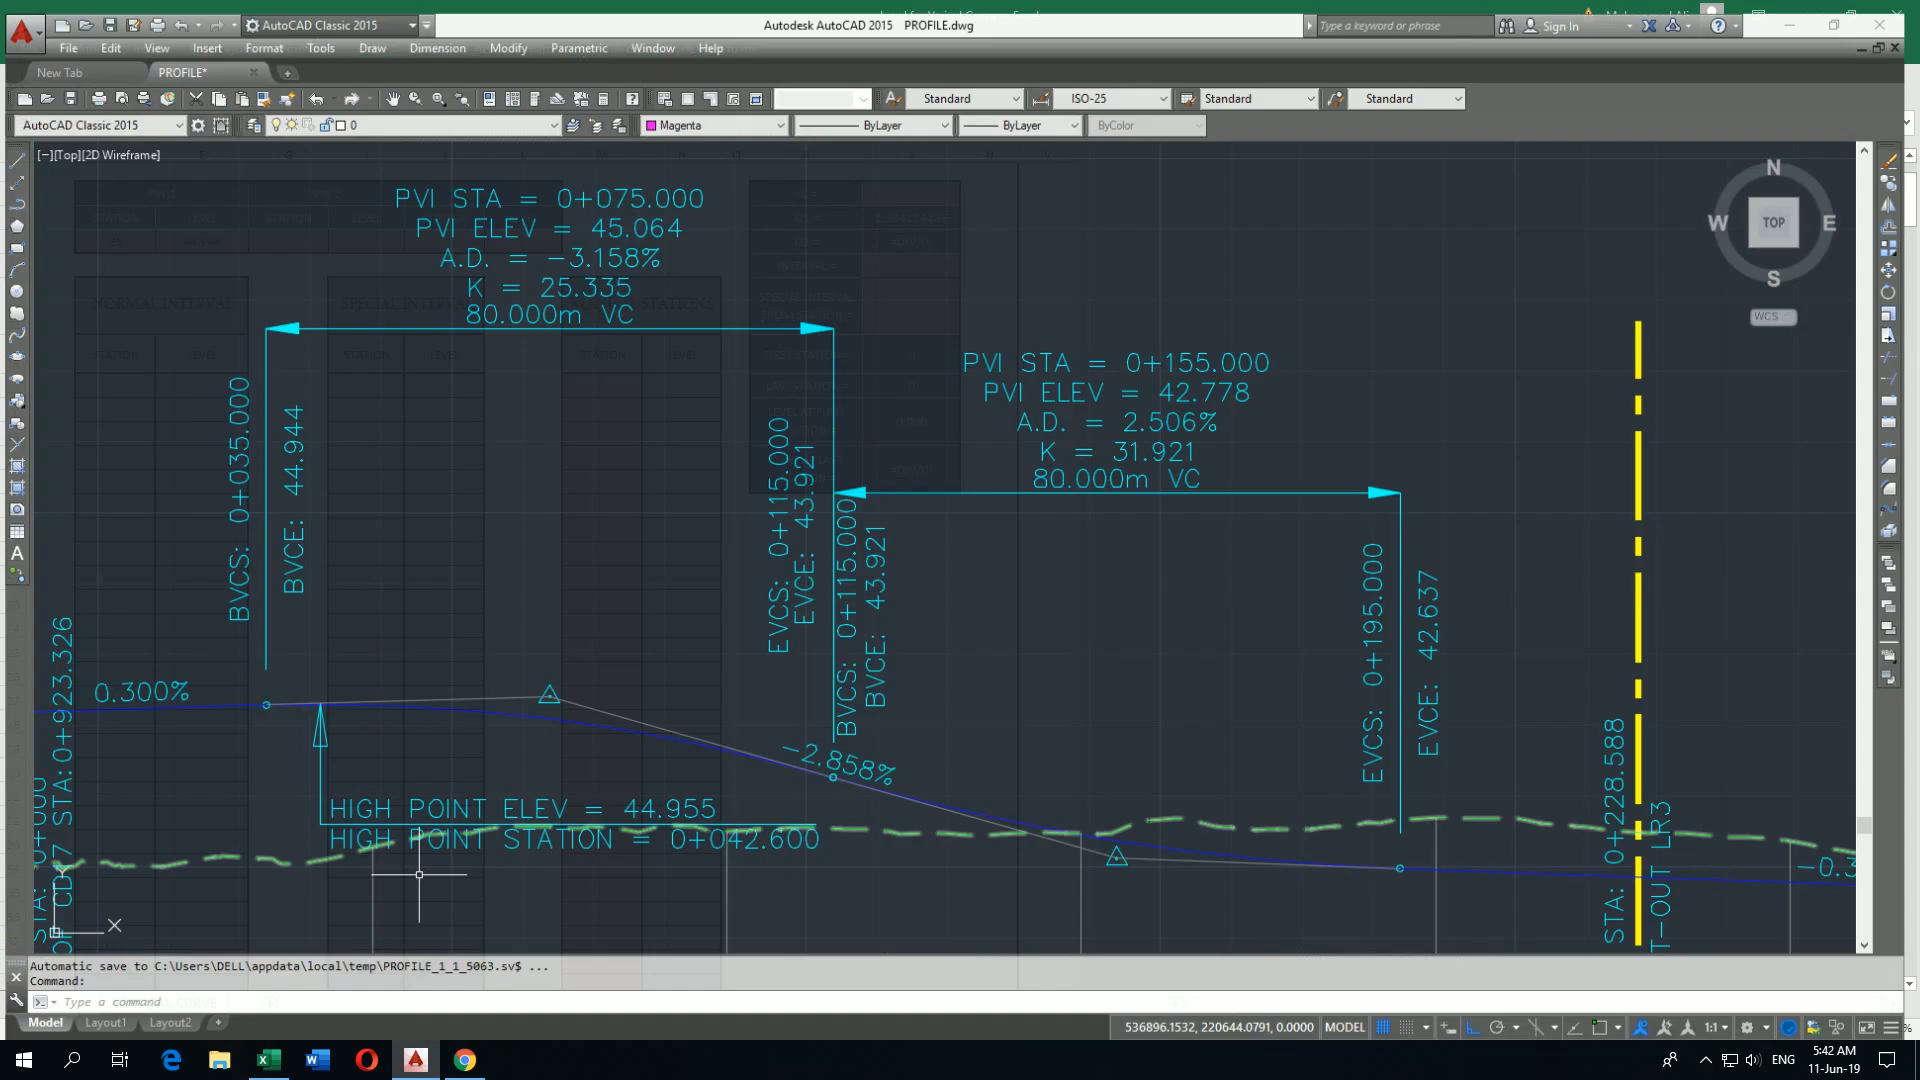 AutoCAD Classic 2015
Autodesk AutoCAD 2015 PROFILE.dwg
Type a keyword or phrase
Sign In
File Edit View Insert Format Tools Draw Dimension Modify Parametric Window Help
New Tab
PROFILE*
Standard
ISO-25
Standard
Standard
AutoCAD Classic 2015
0
Magenta
ByLayer
ByLayer
ByColor
[−][Top][2D Wireframe]
N
W TOP E
S
WCS
PVI STA = 0+075.000
PVI ELEV = 45.064
A.D. = −3.158%
K = 25.335
80.000m VC
PVI STA = 0+155.000
PVI ELEV = 42.778
A.D. = 2.506%
K = 31.921
80.000m VC
BVCS: 0+035.000
BVCE: 44.944
EVCS: 0+115.000
EVCE: 43.921
BVCS: 0+115.000
BVCE: 43.921
EVCS: 0+195.000
EVCE: 42.637
STA:0+923.326
CD7
0.300%
−2.858%
HIGH POINT ELEV = 44.955
HIGH POINT STATION = 0+042.600
STA: 0+228.588
T-OUT LR3
X
Automatic save to C:\Users\DELL\appdata\local\temp\PROFILE_1_1_5063.sv$ ...
Command:
Type a command
Model Layout1 Layout2 +
536896.1532, 220644.0791, 0.0000 MODEL
1:1
ENG
5:42 AM
11-Jun-19